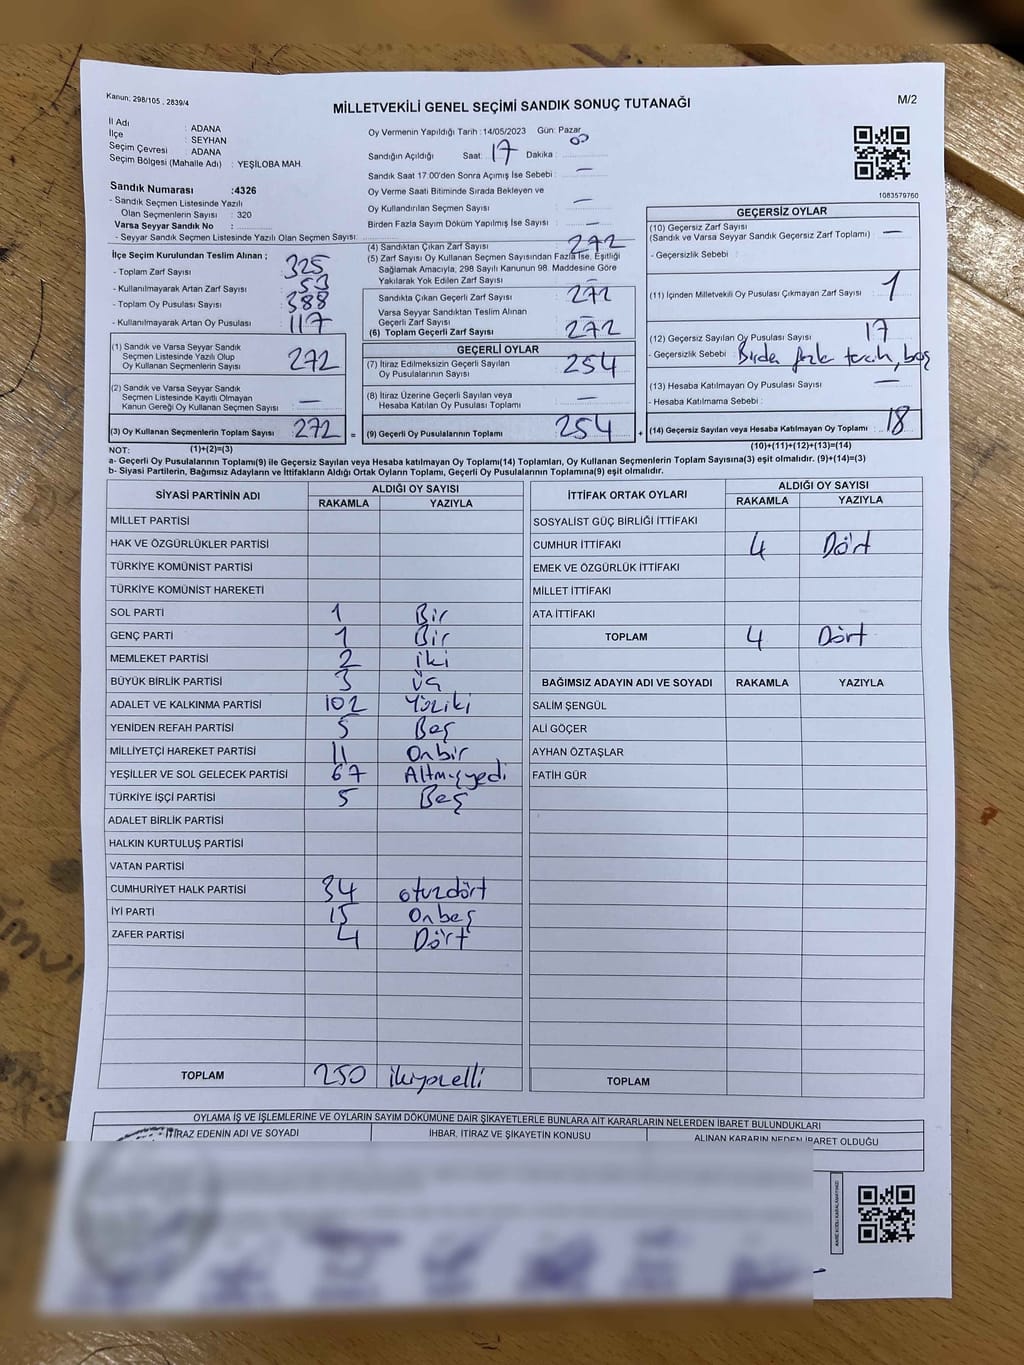 Kanun: 298/105 , 2839/4
MİLLETVEKİLİ GENEL SEÇİMİ SANDIK SONUÇ TUTANAĞI
M/2
İl Adı : ADANA
İlçe : SEYHAN
Seçim Çevresi : ADANA
Seçim Bölgesi (Mahalle Adı) : YEŞİLOBA MAH.
Sandık Numarası :4326
- Sandık Seçmen Listesinde Yazılı
Olan Seçmenlerin Sayısı : 320
Varsa Seyyar Sandık No :
- Seyyar Sandık Seçmen Listesinde Yazılı Olan Seçmen Sayısı:
Oy Vermenin Yapıldığı Tarih :14/05/2023 Gün: Pazar
Sandığın Açıldığı Saat: 17 Dakika : 00
Sandık Saat 17:00'den Sonra Açımış İse Sebebi : —
Oy Verme Saati Bitiminde Sırada Bekleyen ve
Oy Kullandırılan Seçmen Sayısı : —
Birden Fazla Sayım Döküm Yapılmış İse Sayısı : —
1083579760
İlçe Seçim Kurulundan Teslim Alınan ;
- Toplam Zarf Sayısı : 325
- Kullanılmayarak Artan Zarf Sayısı : 53
- Toplam Oy Pusulası Sayısı : 388
- Kullanılmayarak Artan Oy Pusulası : 117
(1) Sandık ve Varsa Seyyar Sandık
Seçmen Listesinde Yazılı Olup
Oy Kullanan Seçmenlerin Sayısı : 272
(2) Sandık ve Varsa Seyyar Sandık
Seçmen Listesinde Kayıtlı Olmayan
Kanun Gereği Oy Kullanan Seçmen Sayısı : —
(3) Oy Kullanan Seçmenlerin Toplam Sayısı : 272 =
(4) Sandıktan Çıkan Zarf Sayısı : 272
(5) Zarf Sayısı Oy Kullanan Seçmen Sayısından Fazla İse, Eşitliği
Sağlamak Amacıyla, 298 Sayılı Kanunun 98. Maddesine Göre
Yakılarak Yok Edilen Zarf Sayısı : —
Sandıkta Çıkan Geçerli Zarf Sayısı : 272
Varsa Seyyar Sandıktan Teslim Alınan
Geçerli Zarf Sayısı : —
(6) Toplam Geçerli Zarf Sayısı : 272
GEÇERLİ OYLAR
(7) İtiraz Edilmeksizin Geçerli Sayılan
Oy Pusulalarının Sayısı : 254
(8) İtiraz Üzerine Geçerli Sayılan veya
Hesaba Katılan Oy Pusulaları Toplamı : —
(9) Geçerli Oy Pusulalarının Toplamı : 254 +
GEÇERSİZ OYLAR
(10) Geçersiz Zarf Sayısı
(Sandık ve Varsa Seyyar Sandık Geçersiz Zarf Toplamı) : —
- Geçersizlik Sebebi :
(11) İçinden Milletvekili Oy Pusulası Çıkmayan Zarf Sayısı : 1
(12) Geçersiz Sayılan Oy Pusulası Sayısı : 17
- Geçersizlik Sebebi : Birden fazla tercih, boş
(13) Hesaba Katılmayan Oy Pusulası Sayısı : —
- Hesaba Katılmama Sebebi :
(14) Geçersiz Sayılan veya Hesaba Katılmayan Oy Toplamı : 18
NOT: (1)+(2)=(3)
(10)+(11)+(12)+(13)=(14)
a- Geçerli Oy Pusulalarının Toplamı(9) ile Geçersiz Sayılan veya Hesaba katılmayan Oy Toplamı(14) Toplamları, Oy Kullanan Seçmenlerin Toplam Sayısına(3) eşit olmalıdır. (9)+(14)=(3)
b- Siyasi Partilerin, Bağımsız Adayların ve İttifakların Aldığı Ortak Oyların Toplamı, Geçerli Oy Pusulalarının Toplamına(9) eşit olmalıdır.
SİYASİ PARTİNİN ADI ALDIĞI OY SAYISI
RAKAMLA YAZIYLA
MİLLET PARTİSİ
HAK VE ÖZGÜRLÜKLER PARTİSİ
TÜRKİYE KOMÜNİST PARTİSİ
TÜRKİYE KOMÜNİST HAREKETİ
SOL PARTİ 1 Bir
GENÇ PARTİ 1 Bir
MEMLEKET PARTİSİ 2 iki
BÜYÜK BİRLİK PARTİSİ 3 üç
ADALET VE KALKINMA PARTİSİ 102 Yüziki
YENİDEN REFAH PARTİSİ 5 Beş
MİLLİYETÇİ HAREKET PARTİSİ 11 Onbir
YEŞİLLER VE SOL GELECEK PARTİSİ 67 Altmışyedi
TÜRKİYE İŞÇİ PARTİSİ 5 Beş
ADALET BİRLİK PARTİSİ
HALKIN KURTULUŞ PARTİSİ
VATAN PARTİSİ
CUMHURİYET HALK PARTİSİ 34 otuzdört
İYİ PARTİ 15 Onbeş
ZAFER PARTİSİ 4 Dört
TOPLAM 250 ikiyüzelli
İTTİFAK ORTAK OYLARI ALDIĞI OY SAYISI
RAKAMLA YAZIYLA
SOSYALİST GÜÇ BİRLİĞİ İTTİFAKI
CUMHUR İTTİFAKI 4 Dört
EMEK VE ÖZGÜRLÜK İTTİFAKI
MİLLET İTTİFAKI
ATA İTTİFAKI
TOPLAM 4 Dört
BAĞIMSIZ ADAYIN ADI VE SOYADI RAKAMLA YAZIYLA
SALİM ŞENGÜL
ALİ GÖÇER
AYHAN ÖZTAŞLAR
FATİH GÜR
TOPLAM
OYLAMA İŞ VE İŞLEMLERİNE VE OYLARIN SAYIM DÖKÜMÜNE DAİR ŞİKAYETLERLE BUNLARA AİT KARARLARIN NELERDEN İBARET BULUNDUKLARI
İTİRAZ EDENİN ADI VE SOYADI İHBAR, İTİRAZ VE ŞİKAYETİN KONUSU ALINAN KARARIN NEDEN İBARET OLDUĞU